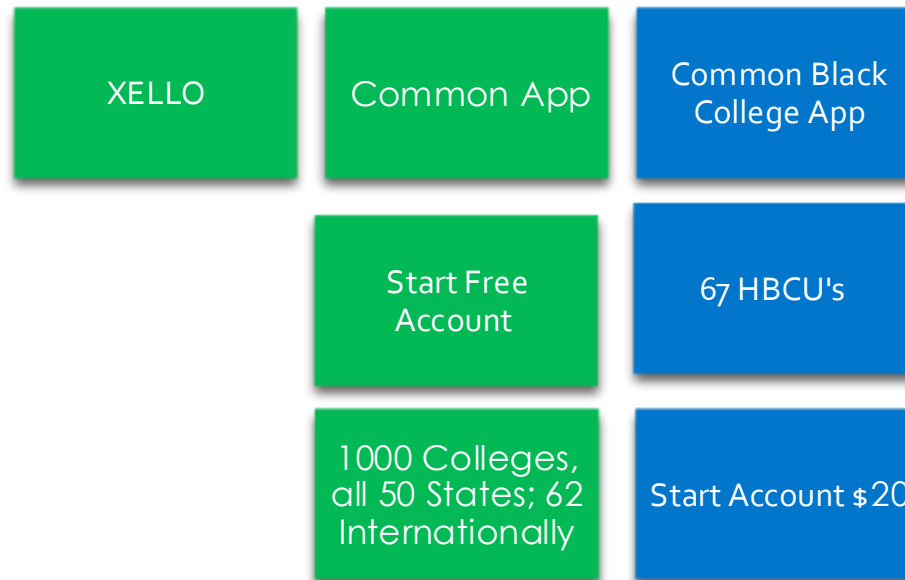 XELLO
Common App
Common Black
College App
Start Free
Account
67 HBCU's
1000 Colleges,
all 50 States; 62
Internationally
Start Account $20